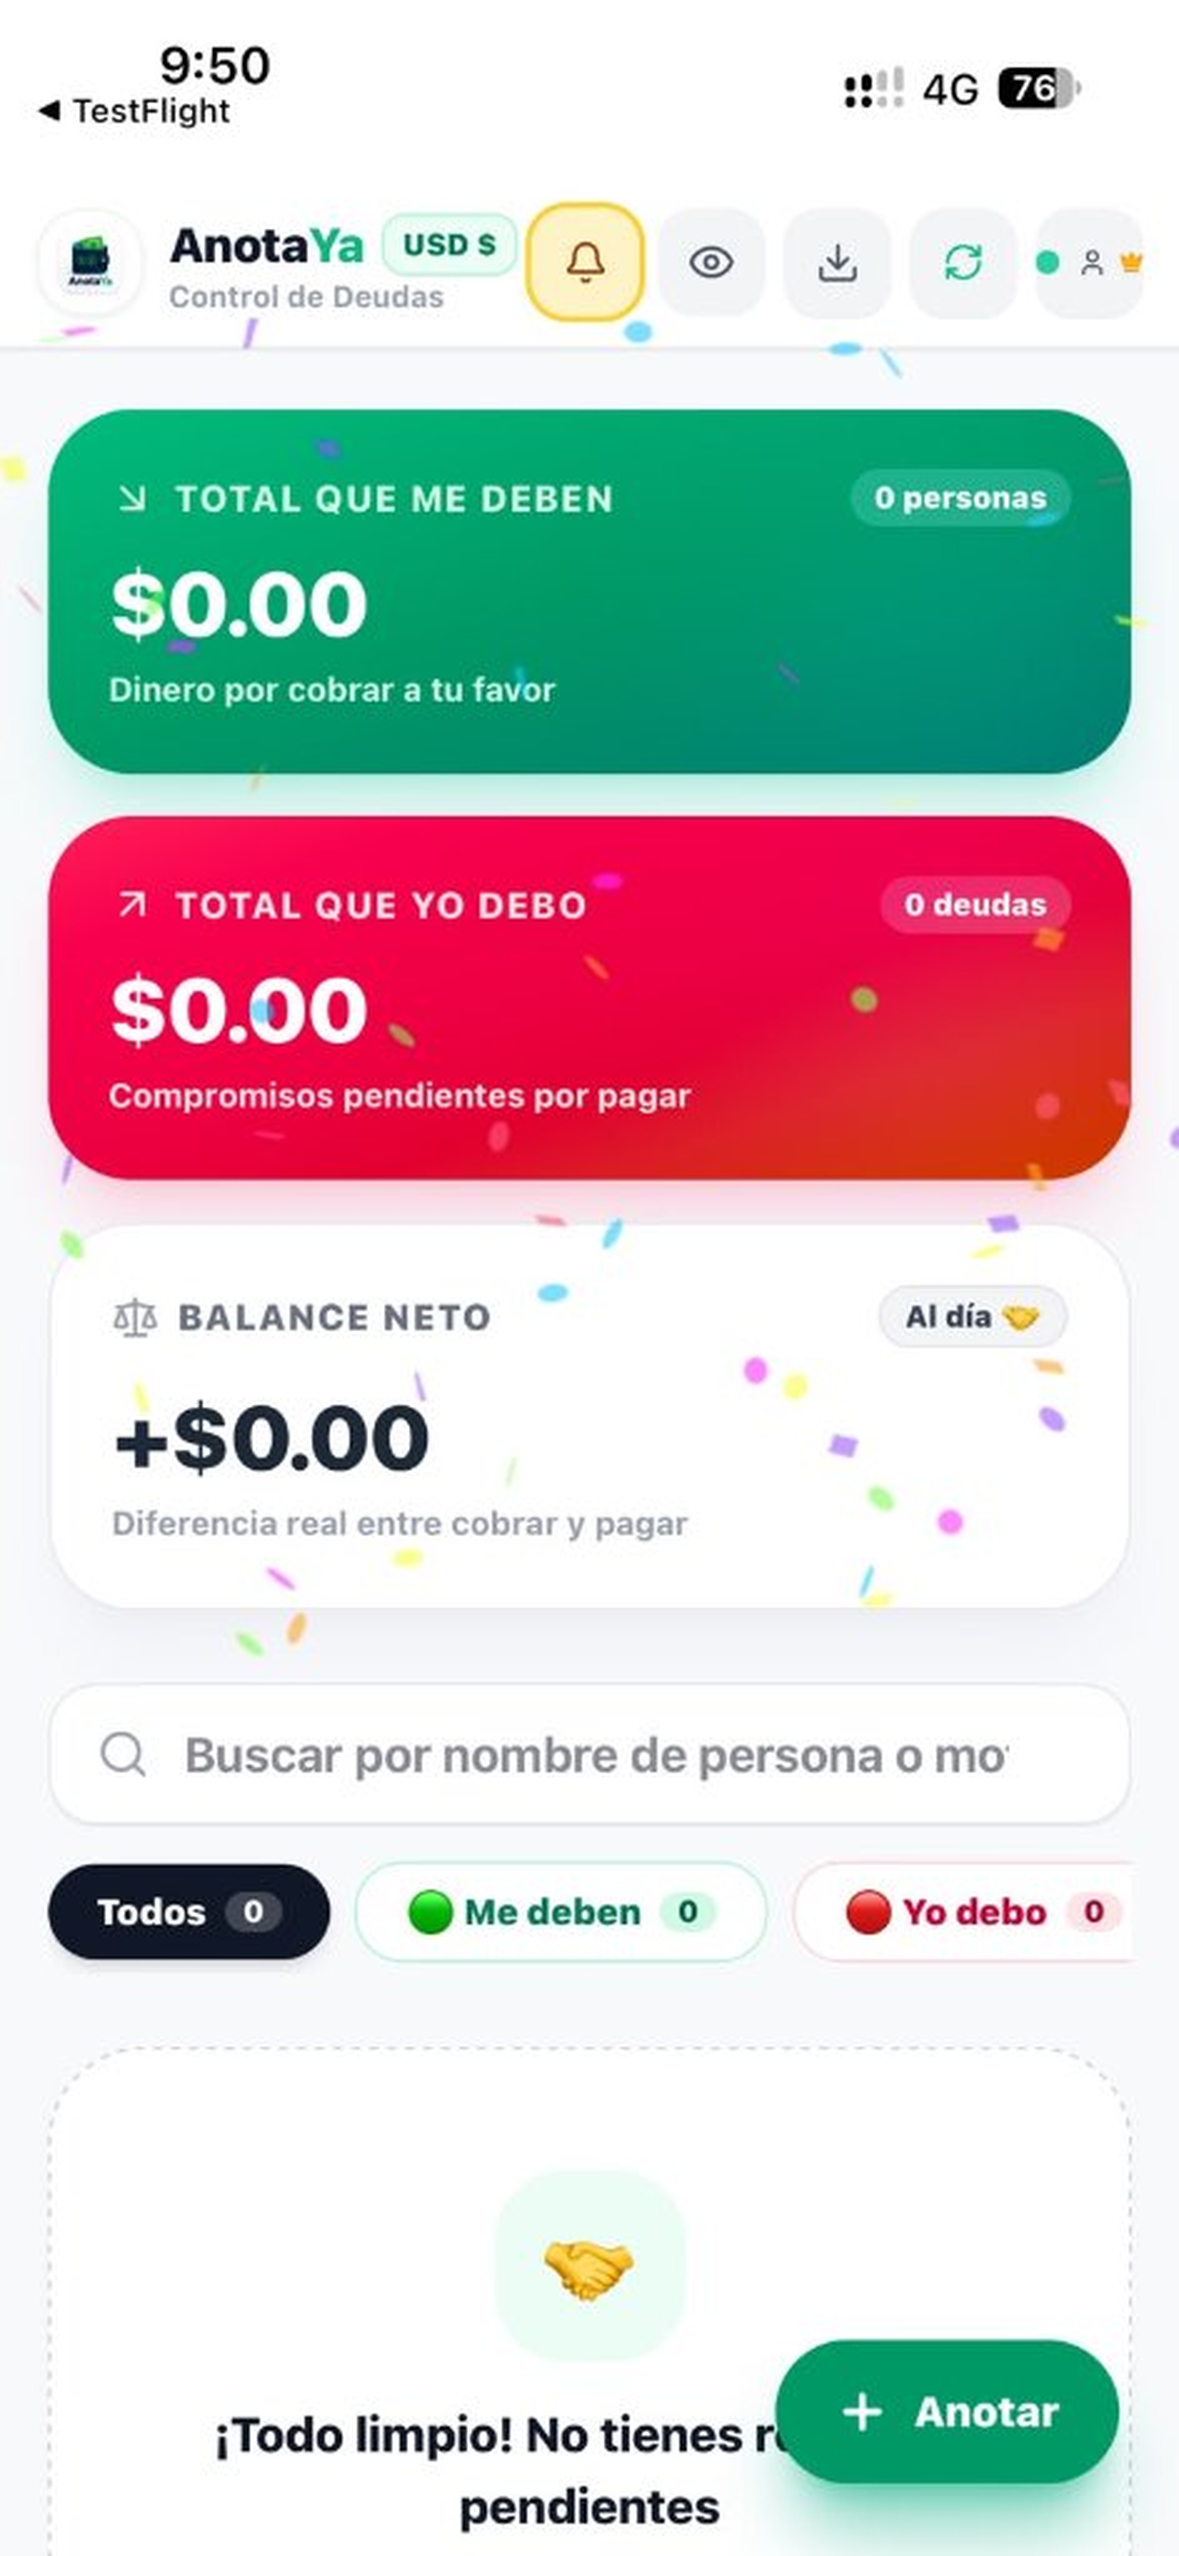 9:50
4G 76
◀ TestFlight
AnotaYa USD $
Control de Deudas
AnotaYa
TOTAL QUE ME DEBEN 0 personas
$0.00
Dinero por cobrar a tu favor
TOTAL QUE YO DEBO 0 deudas
$0.00
Compromisos pendientes por pagar
BALANCE NETO Al día 🤝
+$0.00
Diferencia real entre cobrar y pagar
Buscar por nombre de persona o mo
Todos 0 🟢 Me deben 0 🔴 Yo debo 0
¡Todo limpio! No tienes r
pendientes
+ Anotar